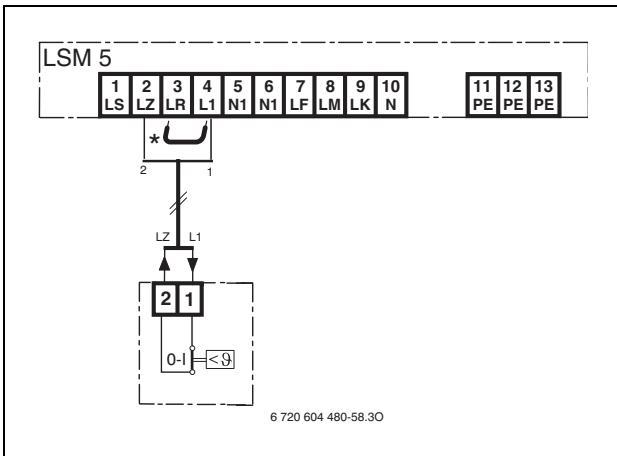 LSM 5
1 2 3 4 5 6 7 8 9 10 11 12 13
LS LZ LR L1 N1 N1 LF LM LK N PE PE PE
*
2 1
LZ L1
2 1
0-I <ϑ
6 720 604 480-58.3O